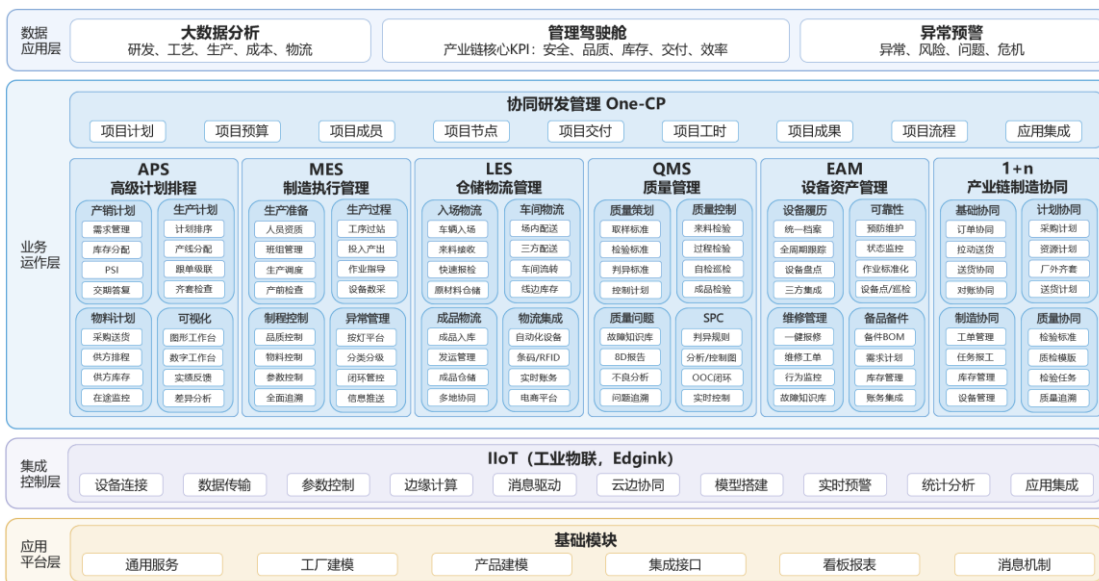 数据
应用层
大数据分析
研发、工艺、生产、成本、物流
管理驾驶舱
产业链核心KPI：安全、品质、库存、交付、效率
异常预警
异常、风险、问题、危机
业务
运作层
协同研发管理 One-CP
项目计划
项目预算
项目成员
项目节点
项目交付
项目工时
项目成果
项目流程
应用集成
APS
高级计划排程
产销计划
需求管理
库存分配
PSI
交期答复
生产计划
计划排序
产线分配
跟单级联
齐套检查
物料计划
采购送货
供方排程
供方库存
在途监控
可视化
图形工作台
数字工作台
实绩反馈
差异分析
MES
制造执行管理
生产准备
人员资质
班组管理
生产调度
产前检查
生产过程
工序过站
投入产出
作业指导
设备数采
制程控制
品质控制
物料控制
参数控制
全面追溯
异常管理
按灯平台
分类分级
闭环管控
信息推送
LES
仓储物流管理
入场物流
车辆入场
来料接收
快速报检
原材料仓储
车间物流
场内配送
三方配送
车间流转
线边库存
成品物流
成品入库
发运管理
成品仓储
多地协同
物流集成
自动化设备
条码/RFID
实时账务
电商平台
QMS
质量管理
质量策划
取样标准
检验标准
判异标准
控制计划
质量控制
来料检验
过程检验
自检巡检
成品检验
质量问题
故障知识库
8D报告
不良分析
问题追溯
SPC
判异规则
分析/控制图
OOC闭环
实时控制
EAM
设备资产管理
设备履历
统一档案
全周期跟踪
设备盘点
三方集成
可靠性
预防维护
状态监控
作业标准化
设备点/巡检
维修管理
一健报修
维修工单
行为监控
故障知识库
备品备件
备件BOM
需求计划
库存管理
账务集成
1+n
产业链制造协同
基础协同
订单协同
拉动送货
送货协同
对账协同
计划协同
采购计划
资源计划
厂外齐套
送货计划
制造协同
工单管理
任务报工
库存管理
设备管理
质量协同
检验标准
质检模版
检验任务
质量追溯
集成
控制层
IIoT（工业物联，Edgink）
设备连接
数据传输
参数控制
边缘计算
消息驱动
云边协同
模型搭建
实时预警
统计分析
应用集成
应用
平台层
基础模块
通用服务
工厂建模
产品建模
集成接口
看板报表
消息机制